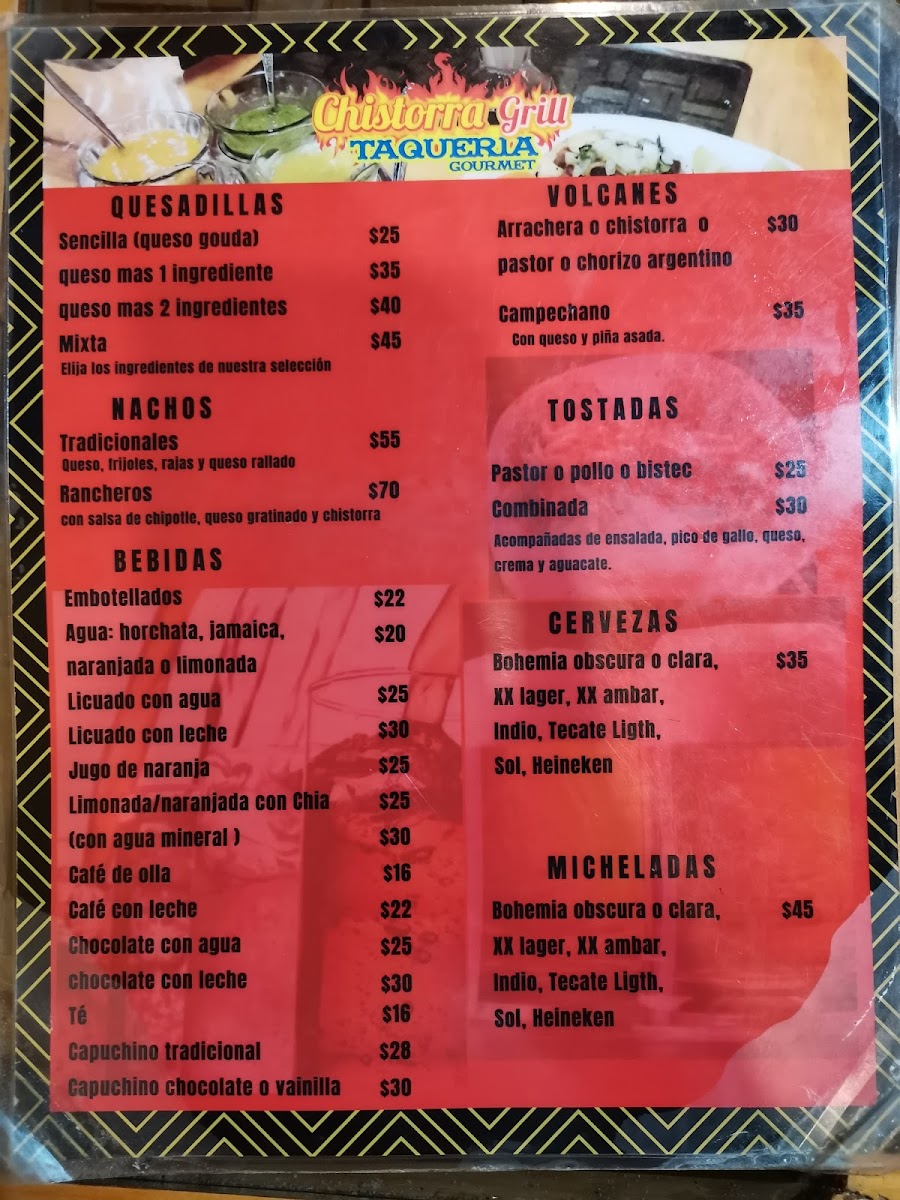 Chistorra Grill
TAQUERIA
GOURMET
QUESADILLAS
Sencilla (queso gouda) $25
queso mas 1 ingrediente $35
queso mas 2 ingredientes $40
Mixta $45
Elija los ingredientes de nuestra selección
NACHOS
Tradicionales $55
Queso, frijoles, rajas y queso rallado
Rancheros $70
con salsa de chipotle, queso gratinado y chistorra
BEBIDAS
Embotellados $22
Agua: horchata, jamaica, $20
naranjada o limonada
Licuado con agua $25
Licuado con leche $30
Jugo de naranja $25
Limonada/naranjada con Chia $25
(con agua mineral ) $30
Café de olla $16
Café con leche $22
Chocolate con agua $25
chocolate con leche $30
Té $16
Capuchino tradicional $28
Capuchino chocolate o vainilla $30
VOLCANES
Arrachera o chistorra o $30
pastor o chorizo argentino
Campechano $35
Con queso y piña asada.
TOSTADAS
Pastor o pollo o bistec $25
Combinada $30
Acompañadas de ensalada, pico de gallo, queso,
crema y aguacate.
CERVEZAS
Bohemia obscura o clara, $35
XX lager, XX ambar,
Indio, Tecate Ligth,
Sol, Heineken
MICHELADAS
Bohemia obscura o clara, $45
XX lager, XX ambar,
Indio, Tecate Ligth,
Sol, Heineken